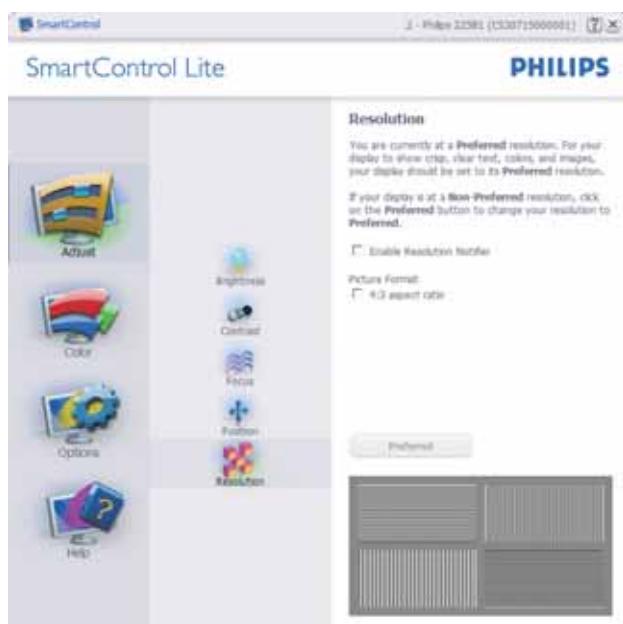 SmartControl
SmartControl Lite
PHILIPS
Resolution
You are currently at a Preferred resolution. For your
display to show crisp, clear text, colors, and images,
your display should be set to its Preferred resolution.
If your display is at a Non-Preferred resolution, click
on the Preferred button to change your resolution to
Preferred.
Enable Resolution Notifier
Picture Format
4:3 aspect ratio
Preferred
Adjust
Color
Options
Help
Brightness
Contrast
Focus
Position
Resolution